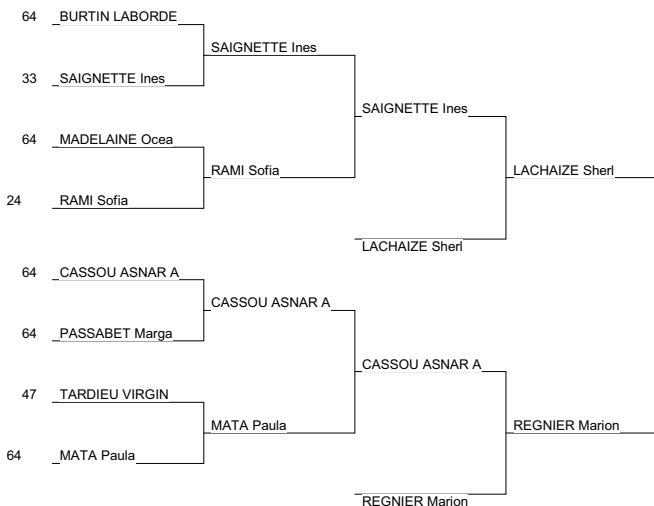 64 BURTIN LABORDE
SAIGNETTE Ines
33 SAIGNETTE Ines
SAIGNETTE Ines
64 MADELAINE Ocea
RAMI Sofia
LACHAIZE Sherl
24 RAMI Sofia
LACHAIZE Sherl
64 CASSOU ASNAR A
CASSOU ASNAR A
64 PASSABET Marga
CASSOU ASNAR A
47 TARDIEU VIRGIN
MATA Paula
REGNIER Marion
64 MATA Paula
REGNIER Marion